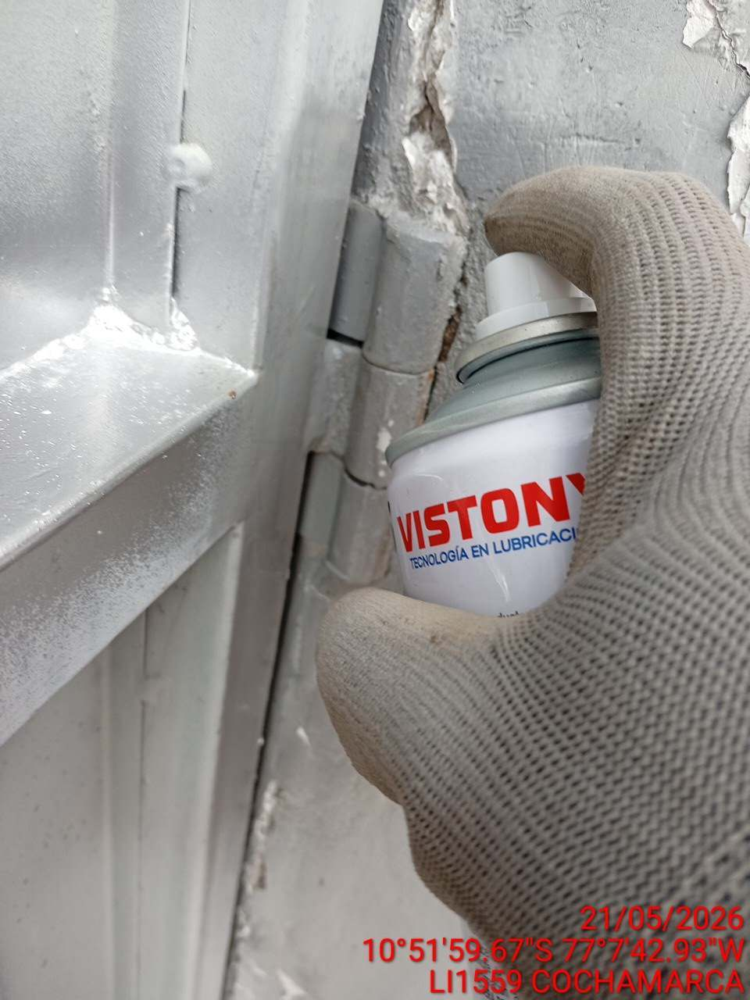 VISTONY
TECNOLOGÍA EN LUBRICACI
21/05/2026
10°51'59.67"S 77°7'42.93"W
LI1559 COCHAMARCA